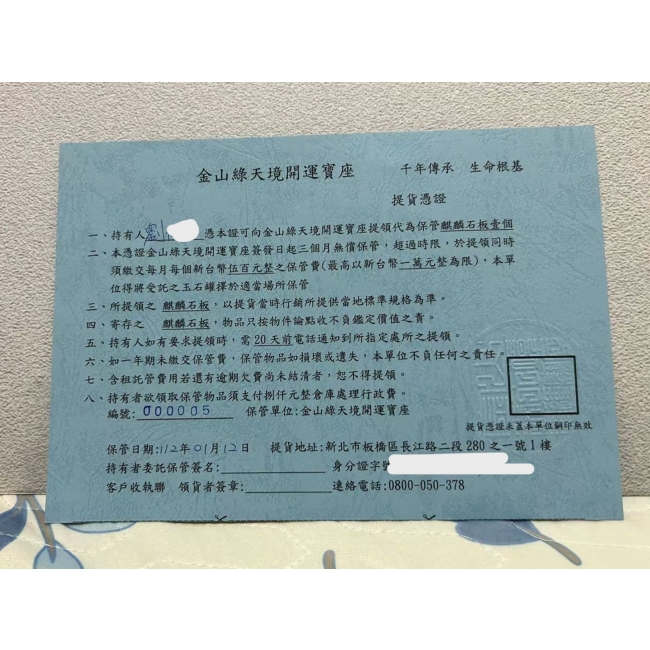 金山綠天境開運寶座 千年傳承 生命根基
提貨憑證
一、持有人劉 憑本證可向金山綠天境開運寶座提領代為保管麒麟石板壹個
二、本憑證金山綠天境開運寶座簽發日起三個月無償保管，超過時限，於提領同時
須繳交每月每個新台幣伍百元整之保管費(最高以新台幣一萬元整為限)，本單
位得將受託之玉石罐擇於適當場所保管
三、所提領之 麒麟石板，以提貨當時行銷所提供當地標準規格為準。
四、寄存之 麒麟石板，物品只按物件論點收不負鑑定價值之責。
五、持有人如有要求提領時，需20天前電話通知到所指定處所之提領。
六、如一年期未繳交保管費，保管物品如損壞或遺失，本單位不負任何之責任。
七、含租託管費用若還有逾期欠費尚未結清者，恕不得提領。
八、持有者欲領取保管物品須支付捌仟元整倉庫處理行政費。
編號:000005 保管單位:金山綠天境開運寶座
提貨憑證未蓋本單位鋼印無效
保管日期:112年01月12日 提貨地址:新北市板橋區長江路二段280之一號1樓
持有者委託保管簽名: 身分證字號
客戶收執聯 領貨者簽章: 連絡電話:0800-050-378